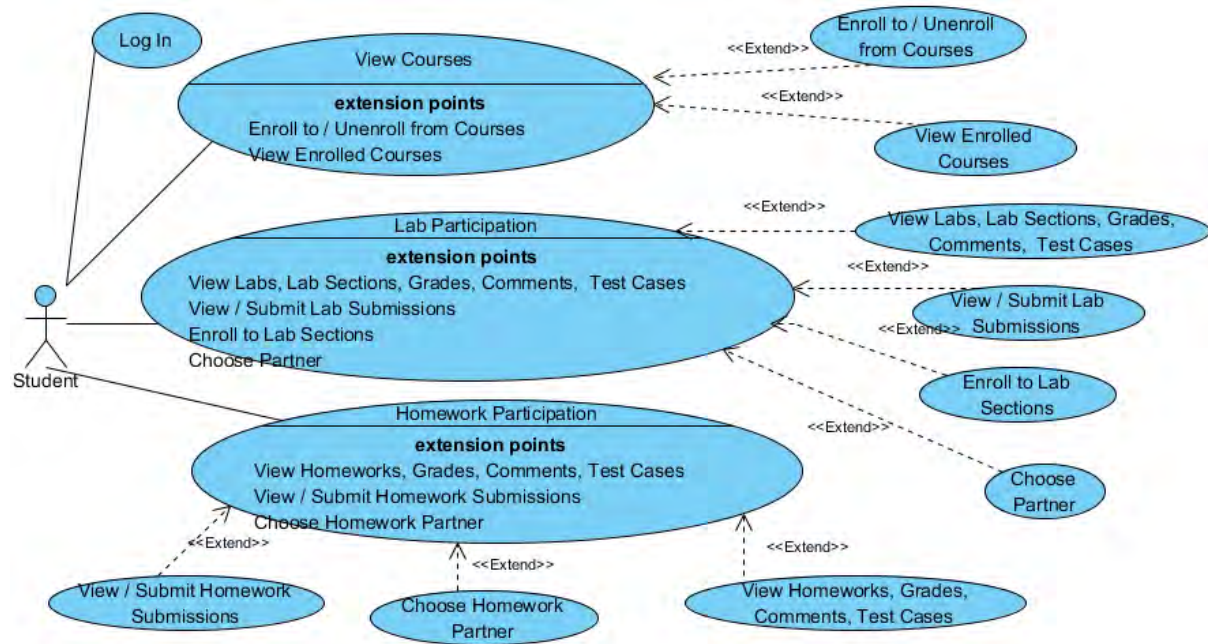 Log In
View Courses
extension points
Enroll to / Unenroll from Courses
View Enrolled Courses
<<Extend>>
Enroll to / Unenroll
from Courses
<<Extend>>
View Enrolled
Courses
Lab Participation
extension points
View Labs, Lab Sections, Grades, Comments, Test Cases
View / Submit Lab Submissions
Enroll to Lab Sections
Choose Partner
<<Extend>>
View Labs, Lab Sections, Grades,
Comments, Test Cases
<<Extend>>
View / Submit Lab
Submissions
<<Extend>>
Enroll to Lab
Sections
<<Extend>>
Choose
Partner
Student
Homework Participation
extension points
View Homeworks, Grades, Comments, Test Cases
View / Submit Homework Submissions
Choose Homework Partner
<<Extend>>
View / Submit Homework
Submissions
<<Extend>>
Choose Homework
Partner
<<Extend>>
View Homeworks, Grades,
Comments, Test Cases